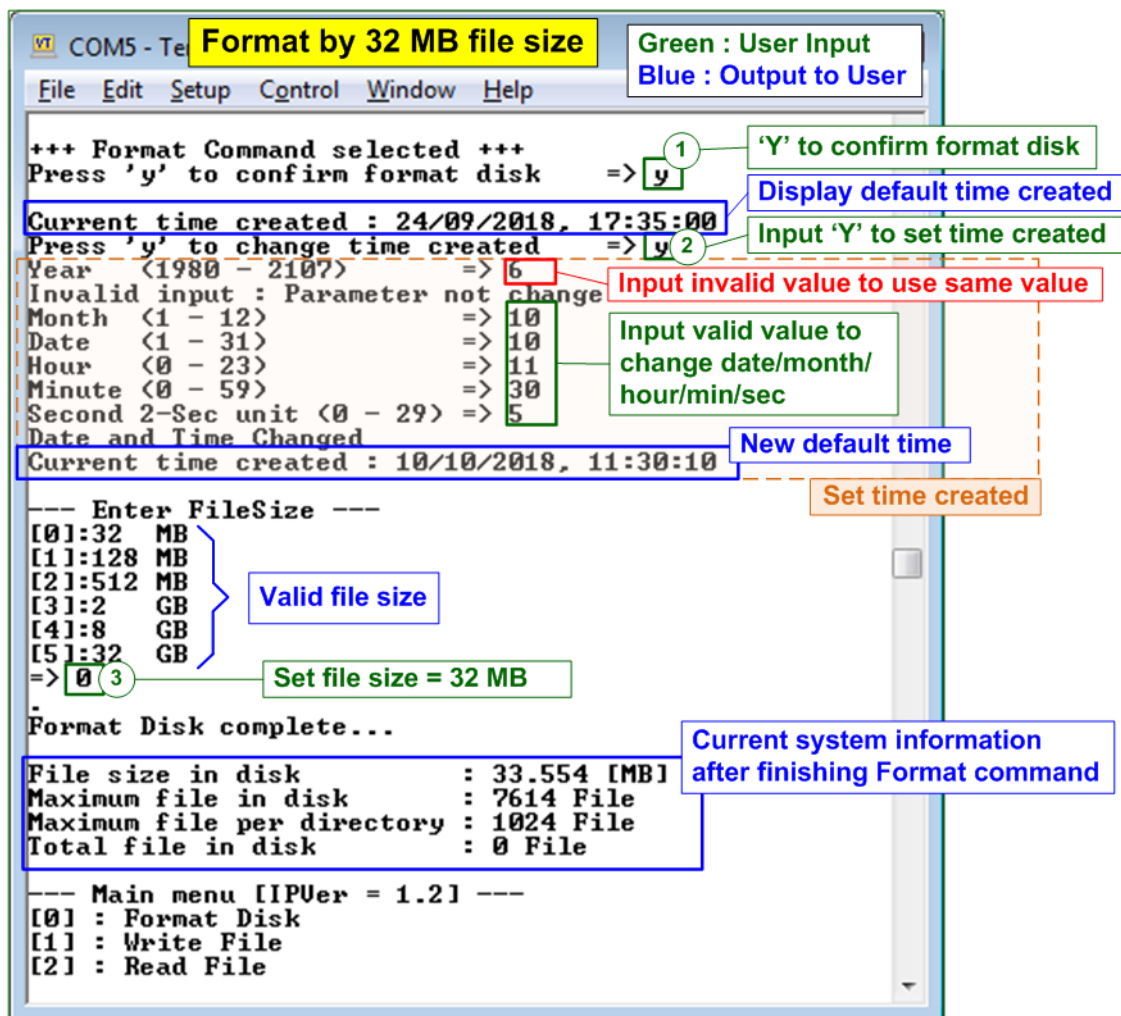 COM5 - Te
Format by 32 MB file size
Green : User Input
Blue : Output to User
File Edit Setup Control Window Help
+++ Format Command selected +++
Press 'y' to confirm format disk => y
1
'Y' to confirm format disk
Display default time created
Current time created : 24/09/2018, 17:35:00
Press 'y' to change time created => y
2
Input 'Y' to set time created
Year (1980 - 2107) => 6
Input invalid value to use same value
Invalid input : Parameter not change
Month (1 - 12) => 10
Date (1 - 31) => 10
Hour (0 - 23) => 11
Minute (0 - 59) => 30
Second 2-Sec unit (0 - 29) => 5
Input valid value to
change date/month/
hour/min/sec
Date and Time Changed
New default time
Current time created : 10/10/2018, 11:30:10
Set time created
--- Enter FileSize ---
[0]:32 MB
[1]:128 MB
[2]:512 MB
[3]:2 GB
[4]:8 GB
[5]:32 GB
Valid file size
=> 0
3
Set file size = 32 MB
.
Format Disk complete...
Current system information
after finishing Format command
File size in disk : 33.554 [MB]
Maximum file in disk : 7614 File
Maximum file per directory : 1024 File
Total file in disk : 0 File
--- Main menu [IPVer = 1.2] ---
[0] : Format Disk
[1] : Write File
[2] : Read File